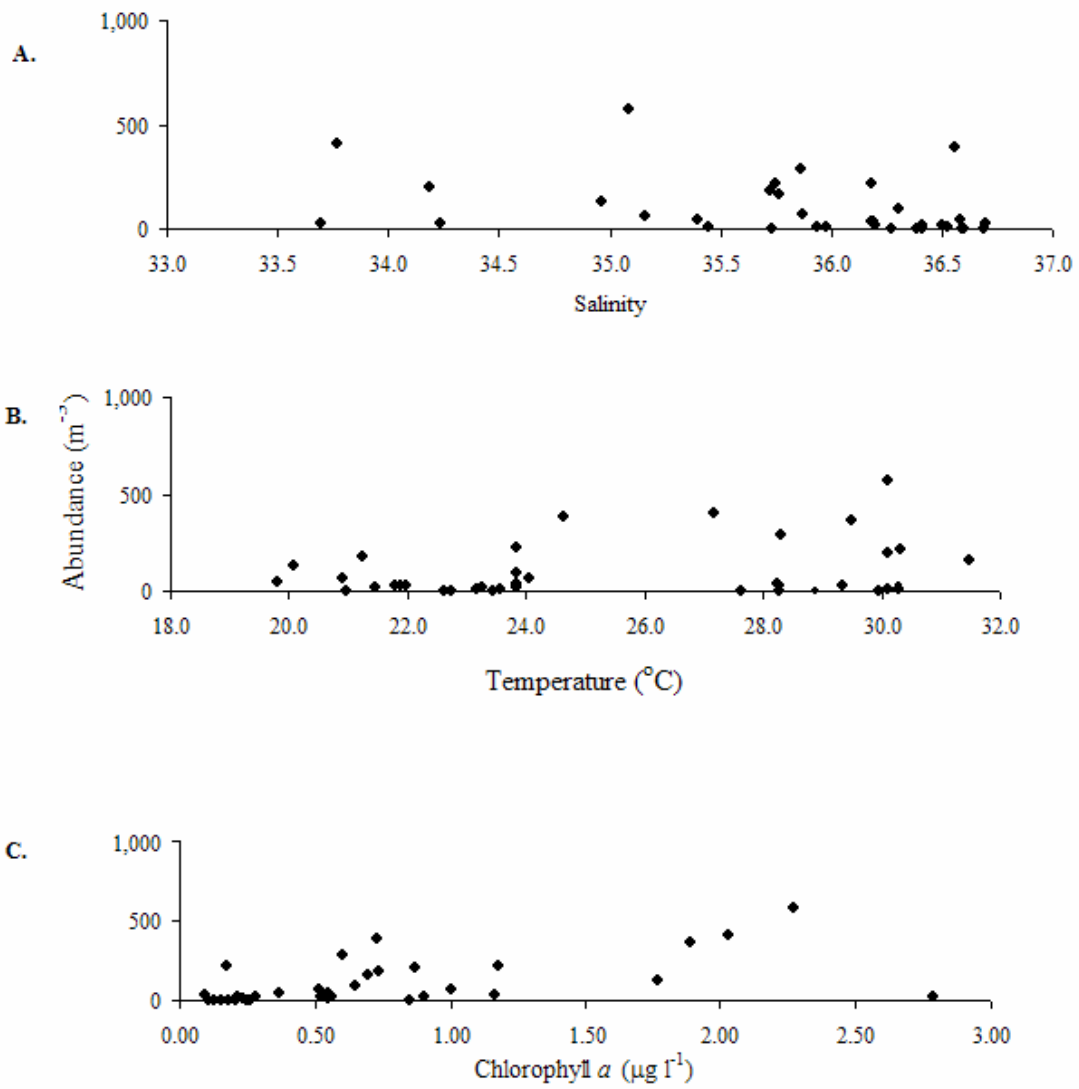 A.
1,000
500
0
33.0 33.5 34.0 34.5 35.0 35.5 36.0 36.5 37.0
Salinity
B.
Abundance (m⁻³)
1,000
500
0
18.0 20.0 22.0 24.0 26.0 28.0 30.0 32.0
Temperature (°C)
C.
1,000
500
0
0.00 0.50 1.00 1.50 2.00 2.50 3.00
Chlorophyll a (µg l⁻¹)